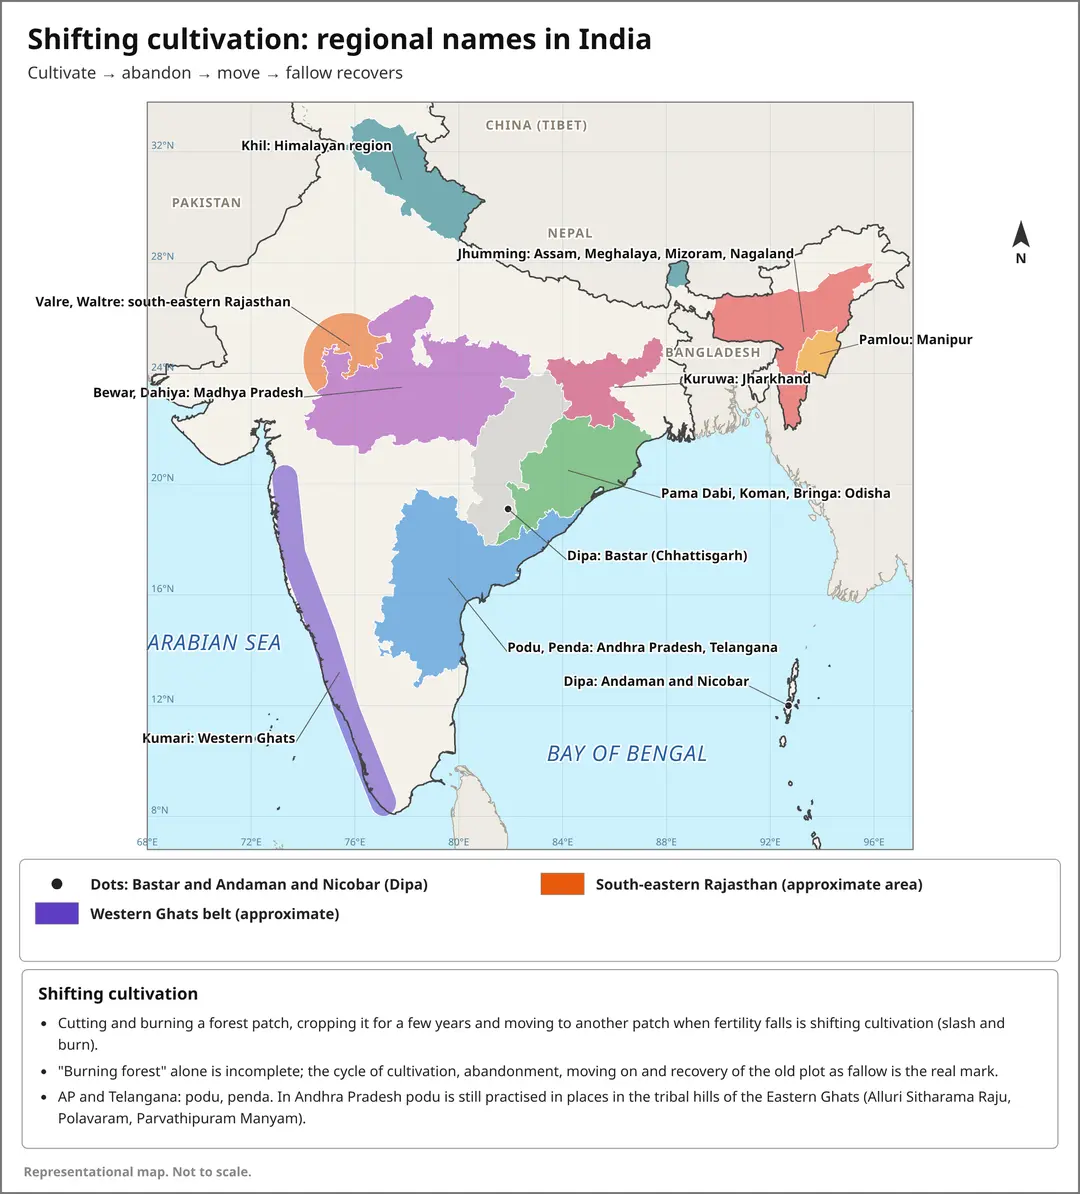 Shifting cultivation: regional names in India
Cultivate → abandon → move → fallow recovers
CHINA (TIBET)
32°N
Khil: Himalayan region
PAKISTAN
NEPAL
N
28°N
Jhumming: Assam, Meghalaya, Mizoram, Nagaland
Valre, Waltre: south-eastern Rajasthan
Pamlou: Manipur
BANGLADESH
24°N
Kuruwa: Jharkhand
Bewar, Dahiya: Madhya Pradesh
20°N
Pama Dabi, Koman, Bringa: Odisha
Dipa: Bastar (Chhattisgarh)
16°N
ARABIAN SEA
Podu, Penda: Andhra Pradesh, Telangana
Dipa: Andaman and Nicobar
12°N
Kumari: Western Ghats
BAY OF BENGAL
8°N
68°E 72°E 76°E 80°E 84°E 88°E 92°E 96°E
Dots: Bastar and Andaman and Nicobar (Dipa)
South-eastern Rajasthan (approximate area)
Western Ghats belt (approximate)
Shifting cultivation
• Cutting and burning a forest patch, cropping it for a few years and moving to another patch when fertility falls is shifting cultivation (slash and
burn).
• "Burning forest" alone is incomplete; the cycle of cultivation, abandonment, moving on and recovery of the old plot as fallow is the real mark.
• AP and Telangana: podu, penda. In Andhra Pradesh podu is still practised in places in the tribal hills of the Eastern Ghats (Alluri Sitharama Raju,
Polavaram, Parvathipuram Manyam).
Representational map. Not to scale.